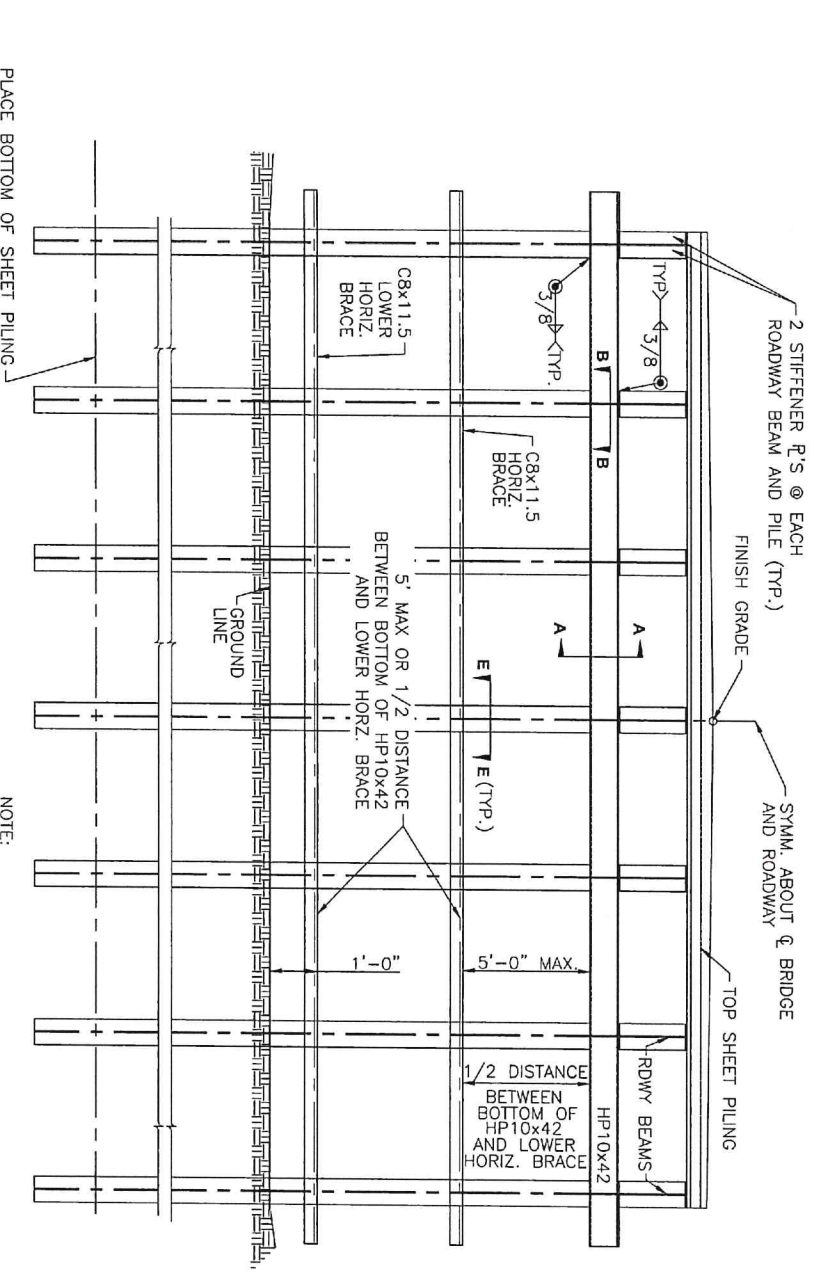 2 STIFFENER ℞'S @ EACH
ROADWAY BEAM AND PILE (TYP.)
FINISH GRADE
SYMM. ABOUT ℄ BRIDGE
AND ROADWAY
TOP SHEET PILING
TYP
3/8
RDWY BEAMS
A
A
B
B
HP10x42
3/8
TYP.
C8x11.5
HORIZ.
BRACE
E
E (TYP.)
5'-0" MAX.
1/2 DISTANCE
BETWEEN
BOTTOM OF
HP10x42
AND LOWER
HORIZ. BRACE
C8x11.5
LOWER
HORIZ.
BRACE
5' MAX OR 1/2 DISTANCE
BETWEEN BOTTOM OF HP10x42
AND LOWER HORZ. BRACE
1'-0"
GROUND
LINE
PLACE BOTTOM OF SHEET PILING
NOTE: